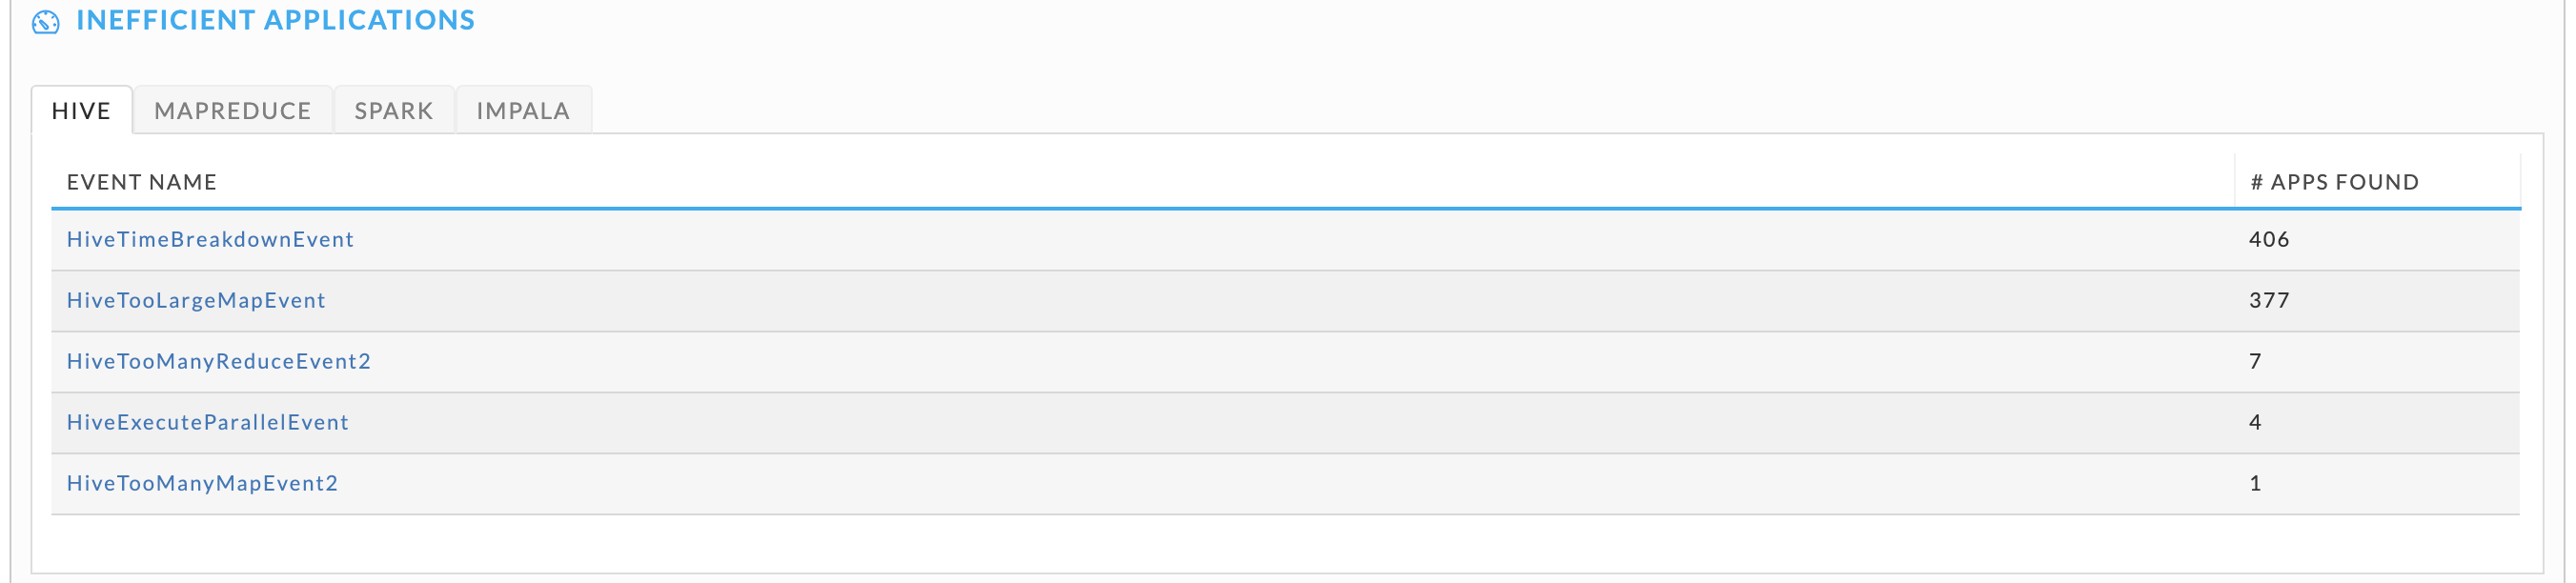 INEFFICIENT APPLICATIONS
HIVE MAPREDUCE SPARK IMPALA
EVENT NAME # APPS FOUND
HiveTimeBreakdownEvent 406
HiveTooLargeMapEvent 377
HiveTooManyReduceEvent2 7
HiveExecuteParallelEvent 4
HiveTooManyMapEvent2 1